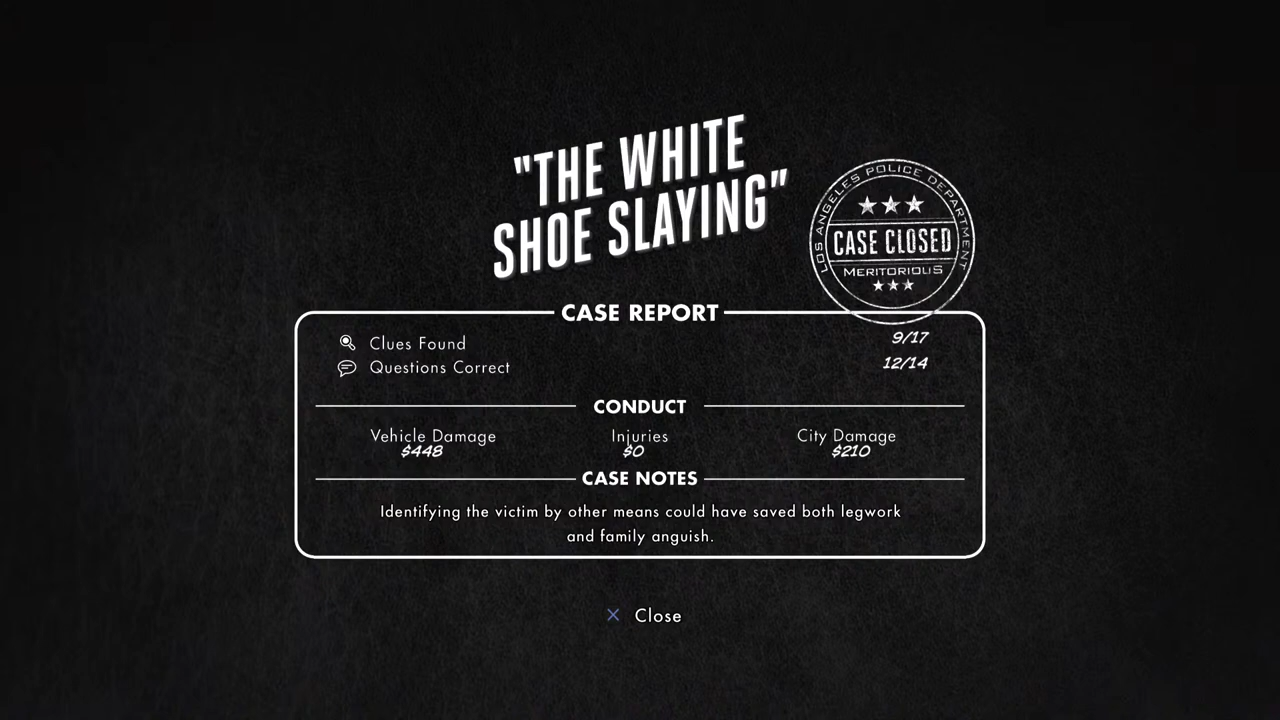 "THE WHITE
SHOE SLAYING"
LOS ANGELES POLICE DEPARTMENT
CASE CLOSED
MERITORIOUS
CASE REPORT
Clues Found 9/17
Questions Correct 12/14
CONDUCT
Vehicle Damage Injuries City Damage
$448 $0 $210
CASE NOTES
Identifying the victim by other means could have saved both legwork
and family anguish.
X Close